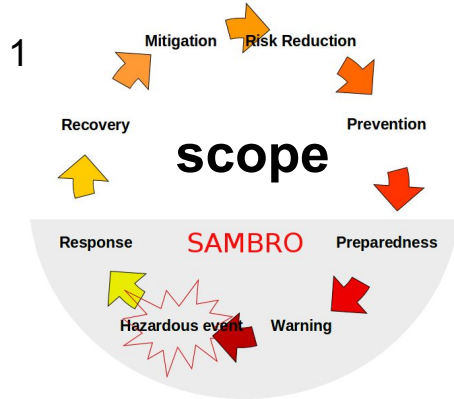 1
Mitigation
Risk Reduction
Recovery
Prevention
scope
Response
SAMBRO
Preparedness
Hazardous event
Warning